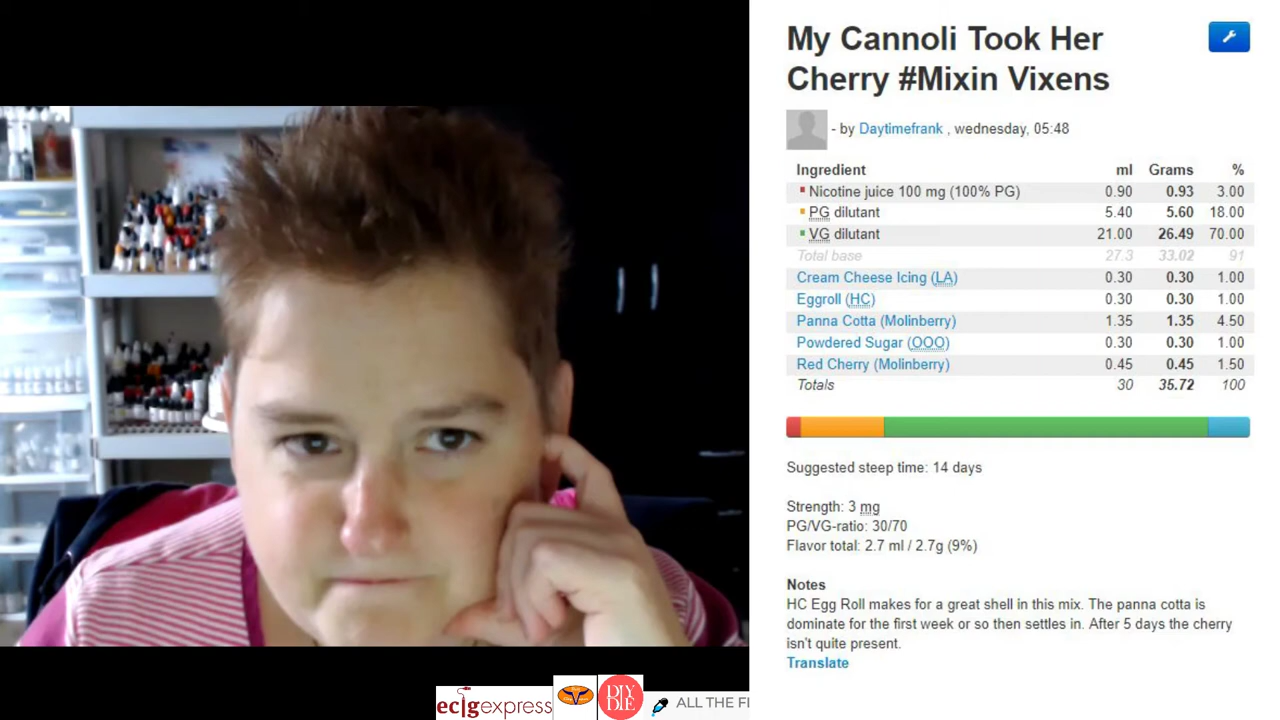 My Cannoli Took Her
Cherry #Mixin Vixens
- by Daytimefrank , wednesday, 05:48
Ingredient ml Grams %
Nicotine juice 100 mg (100% PG) 0.90 0.93 3.00
PG dilutant 5.40 5.60 18.00
VG dilutant 21.00 26.49 70.00
Total base 27.3 33.02 91
Cream Cheese Icing (LA) 0.30 0.30 1.00
Eggroll (HC) 0.30 0.30 1.00
Panna Cotta (Molinberry) 1.35 1.35 4.50
Powdered Sugar (OOO) 0.30 0.30 1.00
Red Cherry (Molinberry) 0.45 0.45 1.50
Totals 30 35.72 100
Suggested steep time: 14 days
Strength: 3 mg
PG/VG-ratio: 30/70
Flavor total: 2.7 ml / 2.7g (9%)
Notes
HC Egg Roll makes for a great shell in this mix. The panna cotta is
dominate for the first week or so then settles in. After 5 days the cherry
isn't quite present.
Translate
ecigexpress
DIY
DIE
ALL THE FI